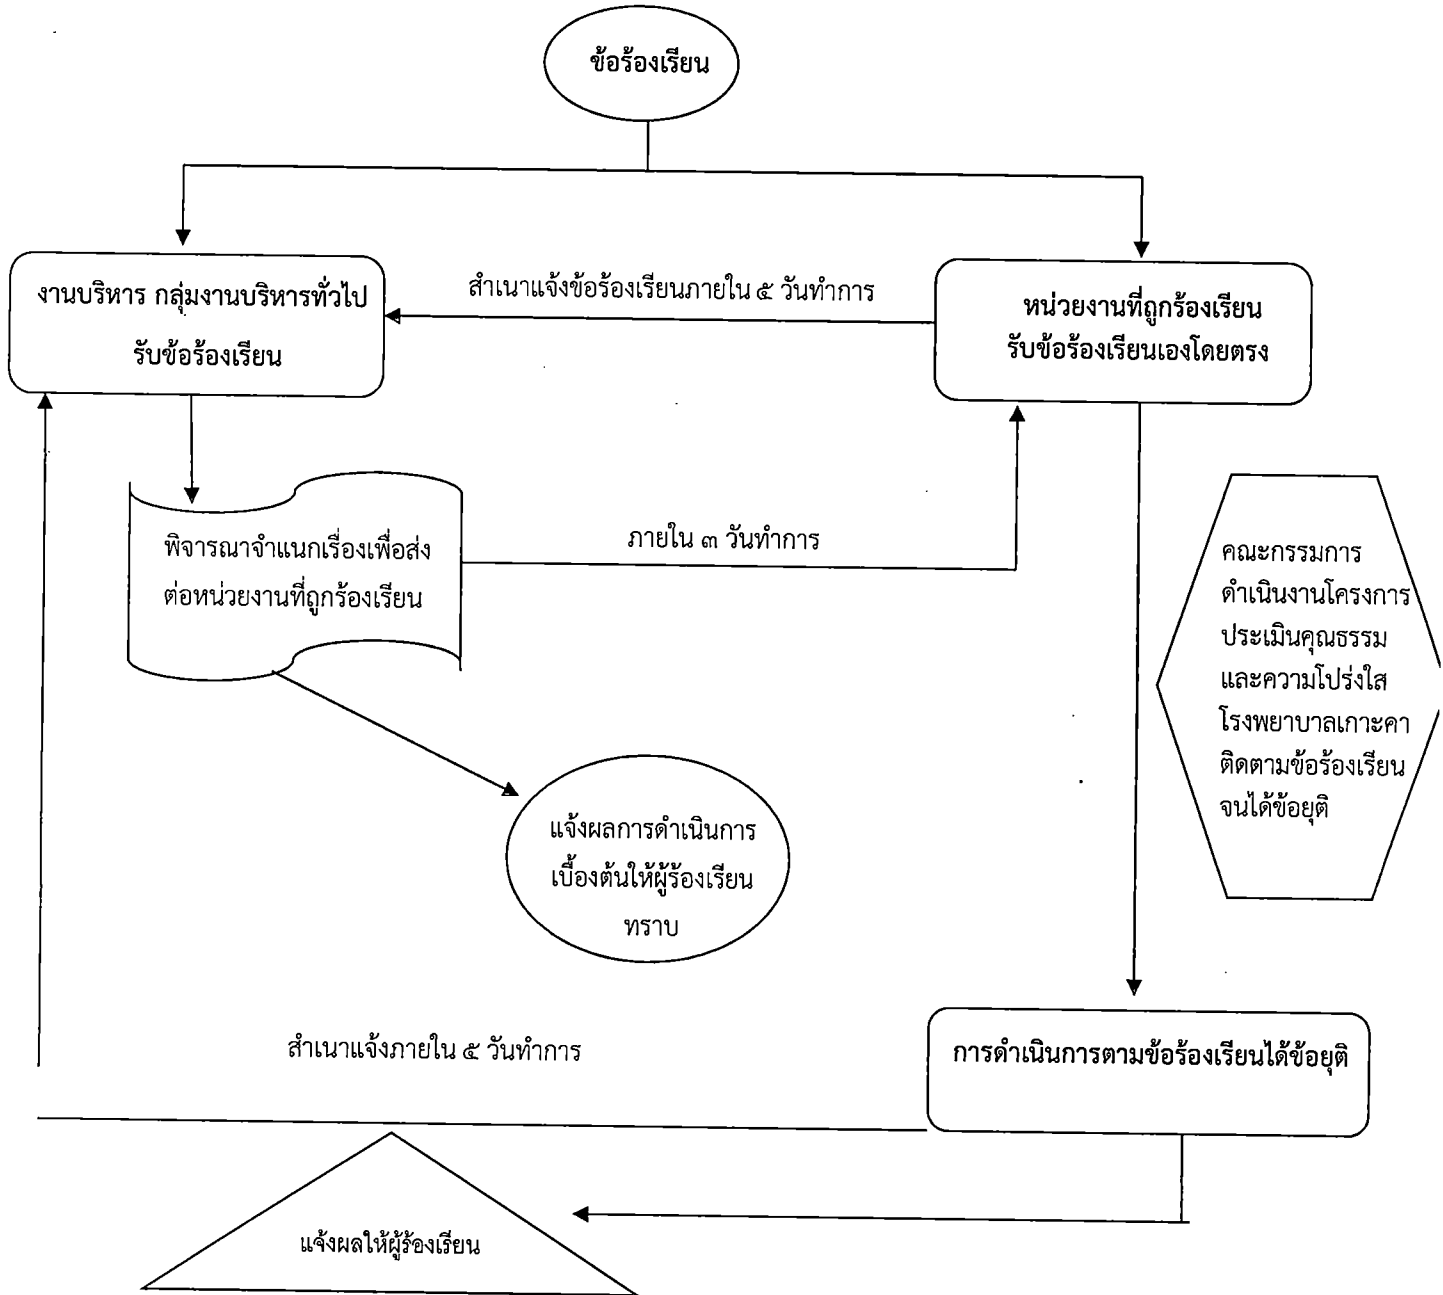 ข้อร้องเรียน
งานบริหาร กลุ่มงานบริหารทั่วไป
รับข้อร้องเรียน
สำเนาแจ้งข้อร้องเรียนภายใน ๕ วันทำการ
หน่วยงานที่ถูกร้องเรียน
รับข้อร้องเรียนเองโดยตรง
พิจารณาจำแนกเรื่องเพื่อส่ง
ต่อหน่วยงานที่ถูกร้องเรียน
ภายใน ๓ วันทำการ
คณะกรรมการ
ดำเนินงานโครงการ
ประเมินคุณธรรม
และความโปร่งใส
โรงพยาบาลเกาะคา
ติดตามข้อร้องเรียน
จนได้ข้อยุติ
แจ้งผลการดำเนินการ
เบื้องต้นให้ผู้ร้องเรียน
ทราบ
สำเนาแจ้งภายใน ๕ วันทำการ
การดำเนินการตามข้อร้องเรียนได้ข้อยุติ
แจ้งผลให้ผู้ร้องเรียน